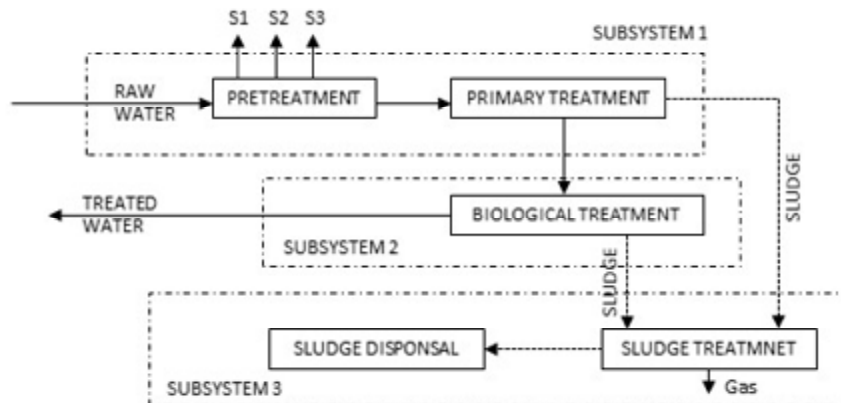 S1 S2 S3
SUBSYSTEM 1
RAW
WATER
PRETREATMENT
PRIMARY TREATMENT
SLUDGE
TREATED
WATER
BIOLOGICAL TREATMENT
SUBSYSTEM 2
SLUDGE
SLUDGE DISPONSAL
SLUDGE TREATMNET
SUBSYSTEM 3
Gas